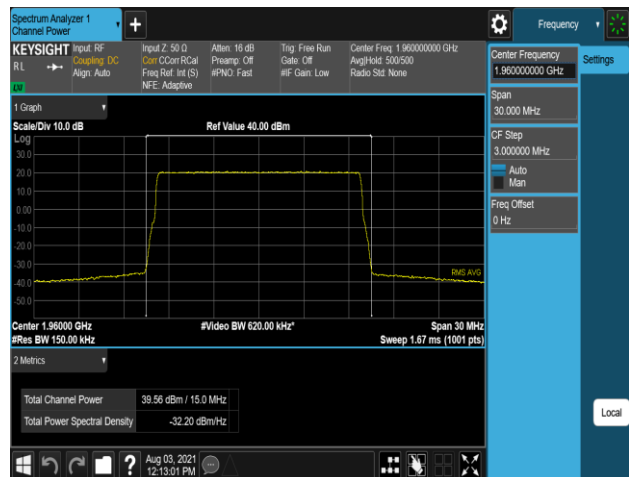 Spectrum Analyzer 1
Channel Power
+
Frequency
KEYSIGHT
RL
LXI
Input: RF
Coupling: DC
Align: Auto
Input Z: 50 Ω
Corr CCorr RCal
Freq Ref: Int (S)
NFE: Adaptive
Atten: 16 dB
Preamp: Off
#PNO: Fast
Trig: Free Run
Gate: Off
#IF Gain: Low
Center Freq: 1.960000000 GHz
Avg|Hold: 500/500
Radio Std: None
Center Frequency
1.960000000 GHz
Settings
Span
30.000 MHz
CF Step
3.000000 MHz
Auto
Man
Freq Offset
0 Hz
Local
1 Graph
Scale/Div 10.0 dB
Ref Value 40.00 dBm
Log
30.0
20.0
10.0
0.00
-10.0
-20.0
-30.0
-40.0
-50.0
RMS AVG
Center 1.96000 GHz
#Video BW 620.00 kHz*
Span 30 MHz
#Res BW 150.00 kHz
Sweep 1.67 ms (1001 pts)
2 Metrics
Total Channel Power 39.56 dBm / 15.0 MHz
Total Power Spectral Density -32.20 dBm/Hz
?
Aug 03, 2021
12:13:01 PM